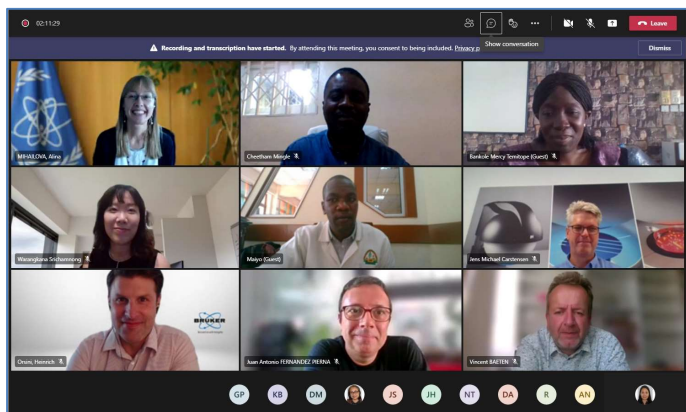 02:11:29
Leave
Recording and transcription have started. By attending this meeting, you consent to being included. Privacy p
Show conversation
Dismiss
MIHAILOVA, Alina
Cheetham Mingle
Bankole Mercy Temitope (Guest)
Warangkana Srichamnong
Maiyo (Guest)
Jens Michael Carstensen
BRUKER
Orsini, Heinrich
Juan Antonio FERNANDEZ PIERNA
Vincent BAETEN
GP KB DM JS JH NT DA R AN